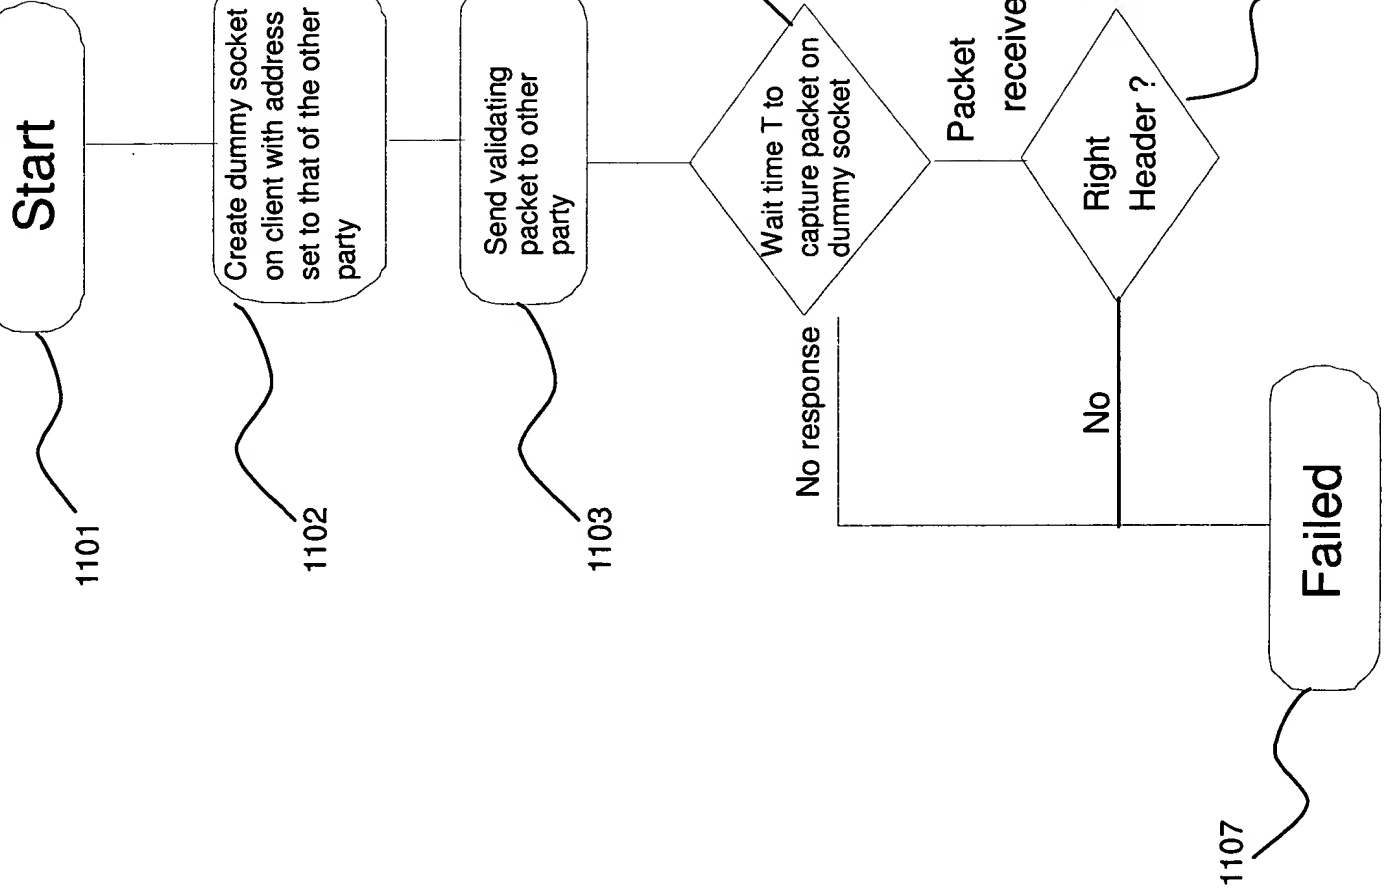 Start
1101
Create dummy socket
on client with address
set to that of the other
party
1102
Send validating
packet to other
party
1103
Wait time T to
capture packet on
dummy socket
No response
Packet
receive
Right
Header ?
No
Failed
1107